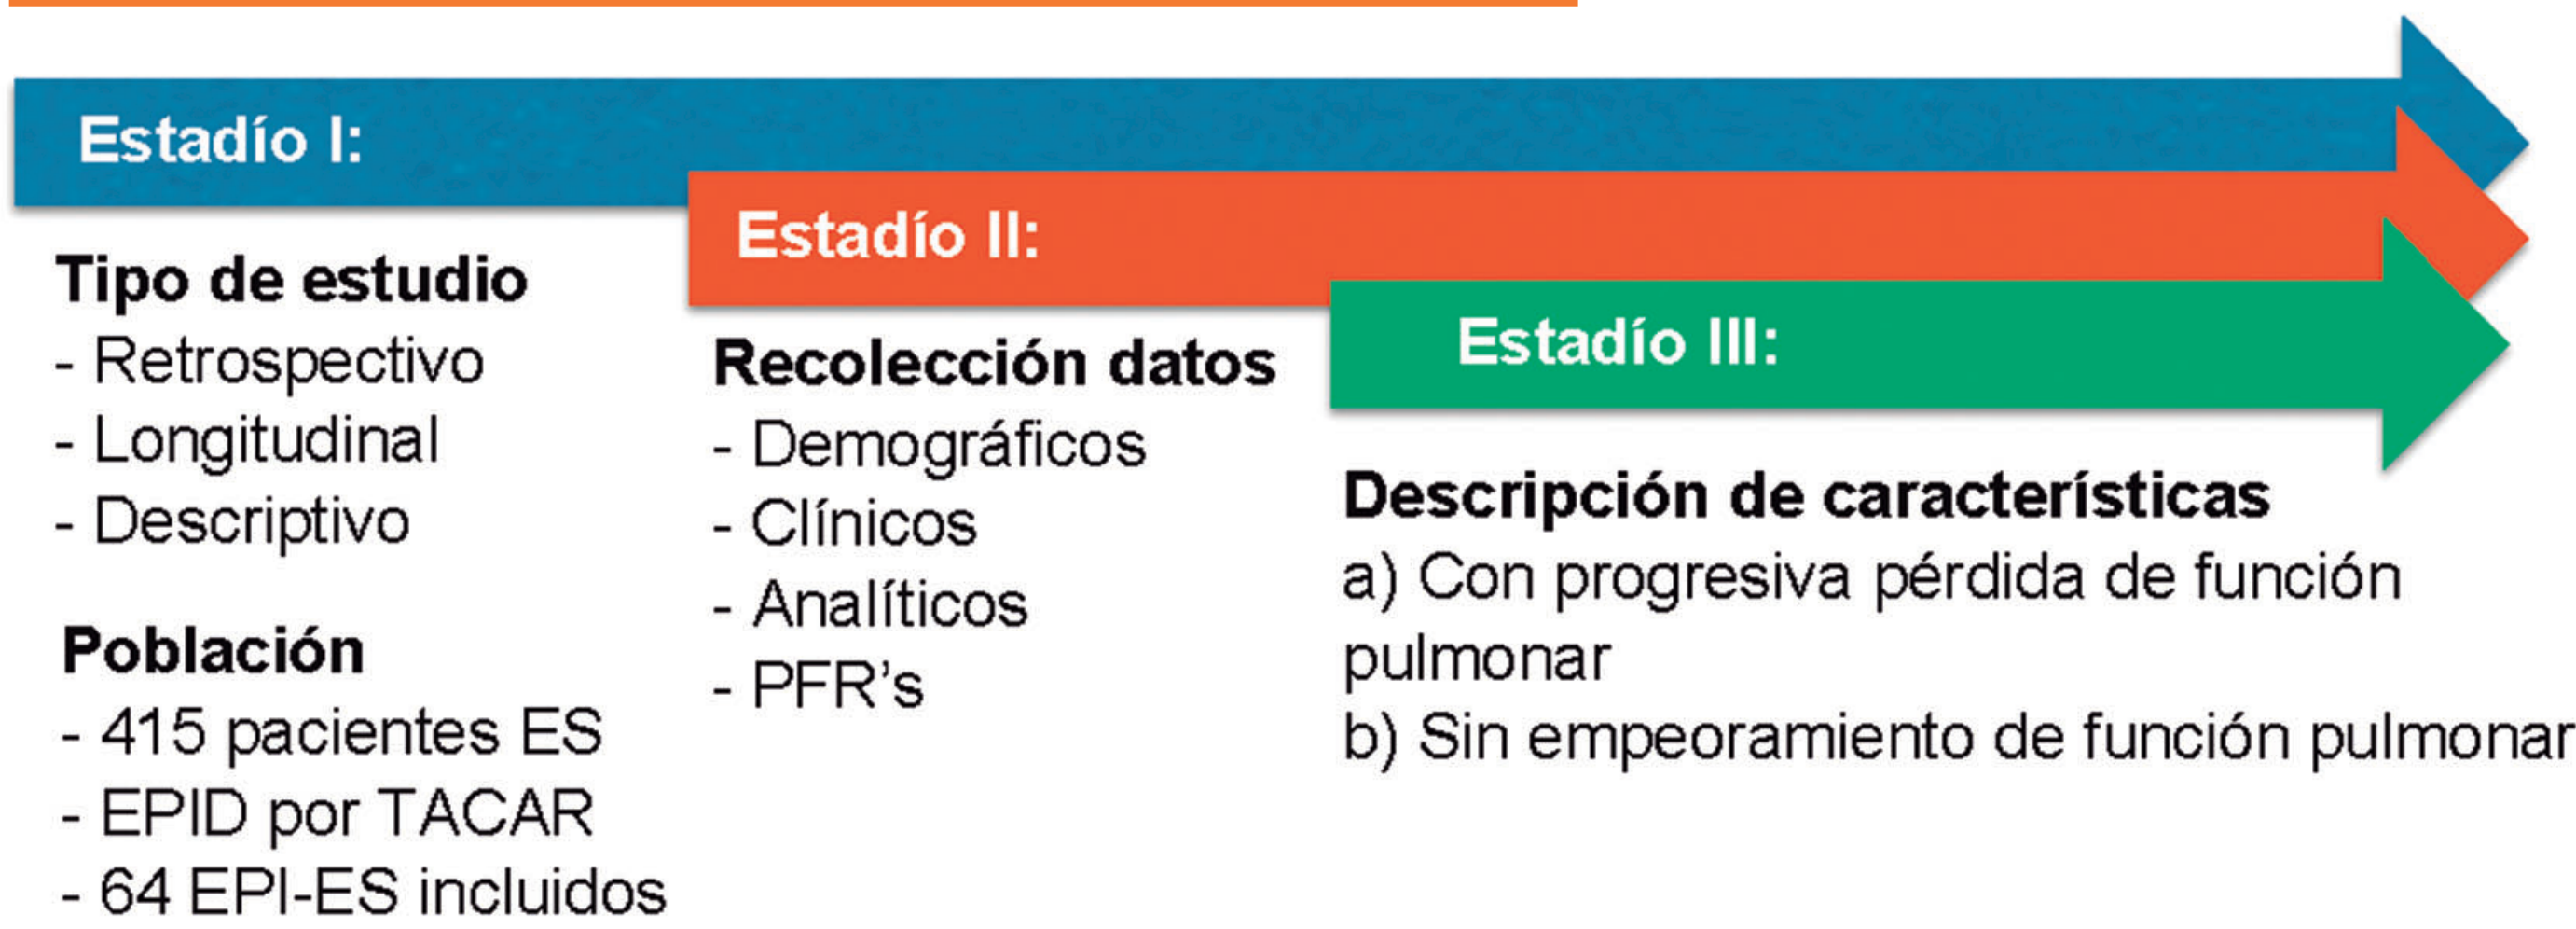 Estadío I:
Tipo de estudio
- Retrospectivo
- Longitudinal
- Descriptivo
Población
- 415 pacientes ES
- EPID por TACAR
- 64 EPI-ES incluidos
Estadío II:
Recolección datos
- Demográficos
- Clínicos
- Analíticos
- PFR's
Estadío III:
Descripción de características
a) Con progresiva pérdida de función
pulmonar
b) Sin empeoramiento de función pulmonar